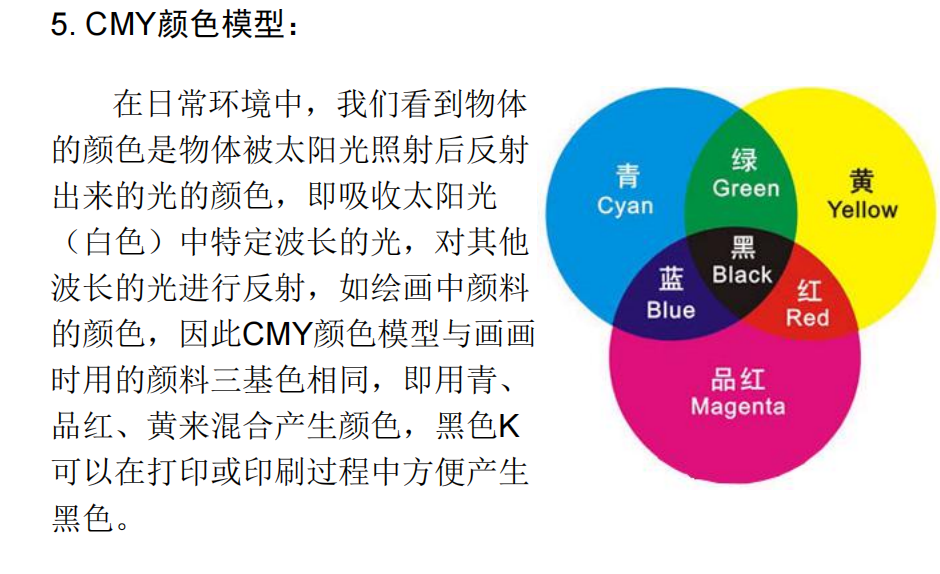 5. CMY颜色模型：
在日常环境中，我们看到物体
的颜色是物体被太阳光照射后反射
出来的光的颜色，即吸收太阳光
（白色）中特定波长的光，对其他
波长的光进行反射，如绘画中颜料
的颜色，因此CMY颜色模型与画画
时用的颜料三基色相同，即用青、
品红、黄来混合产生颜色，黑色K
可以在打印或印刷过程中方便产生
黑色。
青
Cyan
绿
Green
黄
Yellow
黑
Black
蓝
Blue
红
Red
品红
Magenta